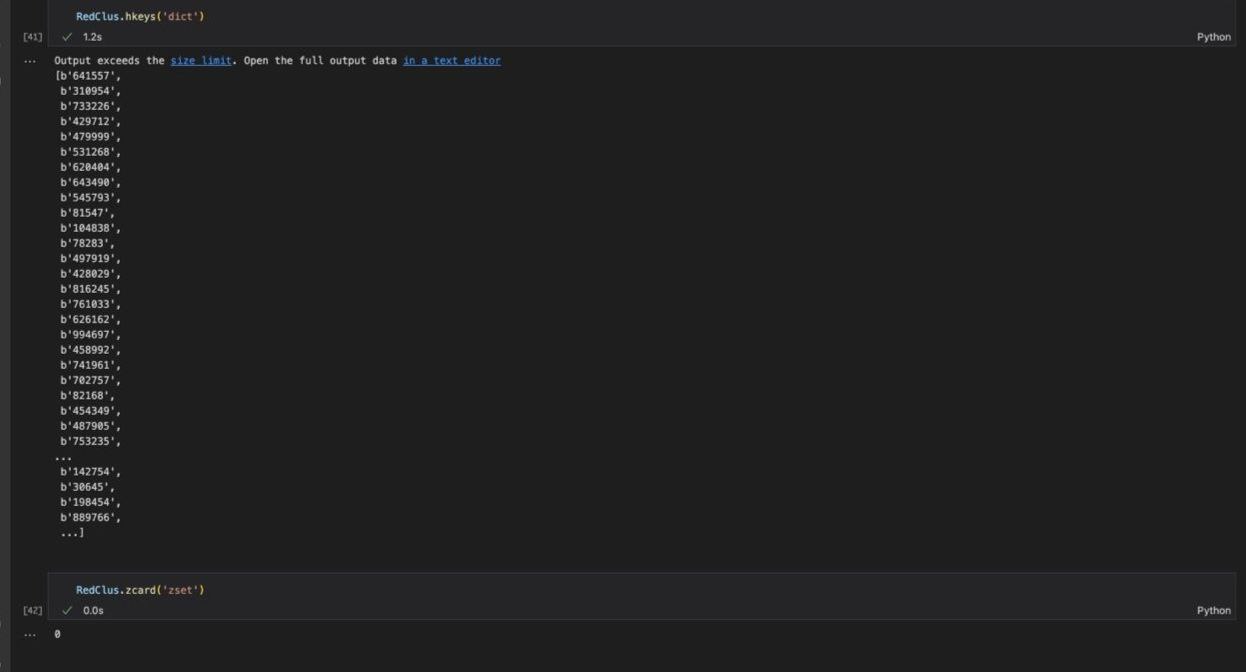 RedClus.hkeys('dict')
[41] ✓ 1.2s Python
... Output exceeds the size limit. Open the full output data in a text editor
[b'641557',
b'310954',
b'733226',
b'429712',
b'479999',
b'531268',
b'620404',
b'643490',
b'545793',
b'81547',
b'104838',
b'78283',
b'497919',
b'428029',
b'816245',
b'761033',
b'626162',
b'994697',
b'458992',
b'741961',
b'702757',
b'82168',
b'454349',
b'487905',
b'753235',
...
b'142754',
b'30645',
b'198454',
b'889766',
...]
RedClus.zcard('zset')
[42] ✓ 0.0s Python
... 0